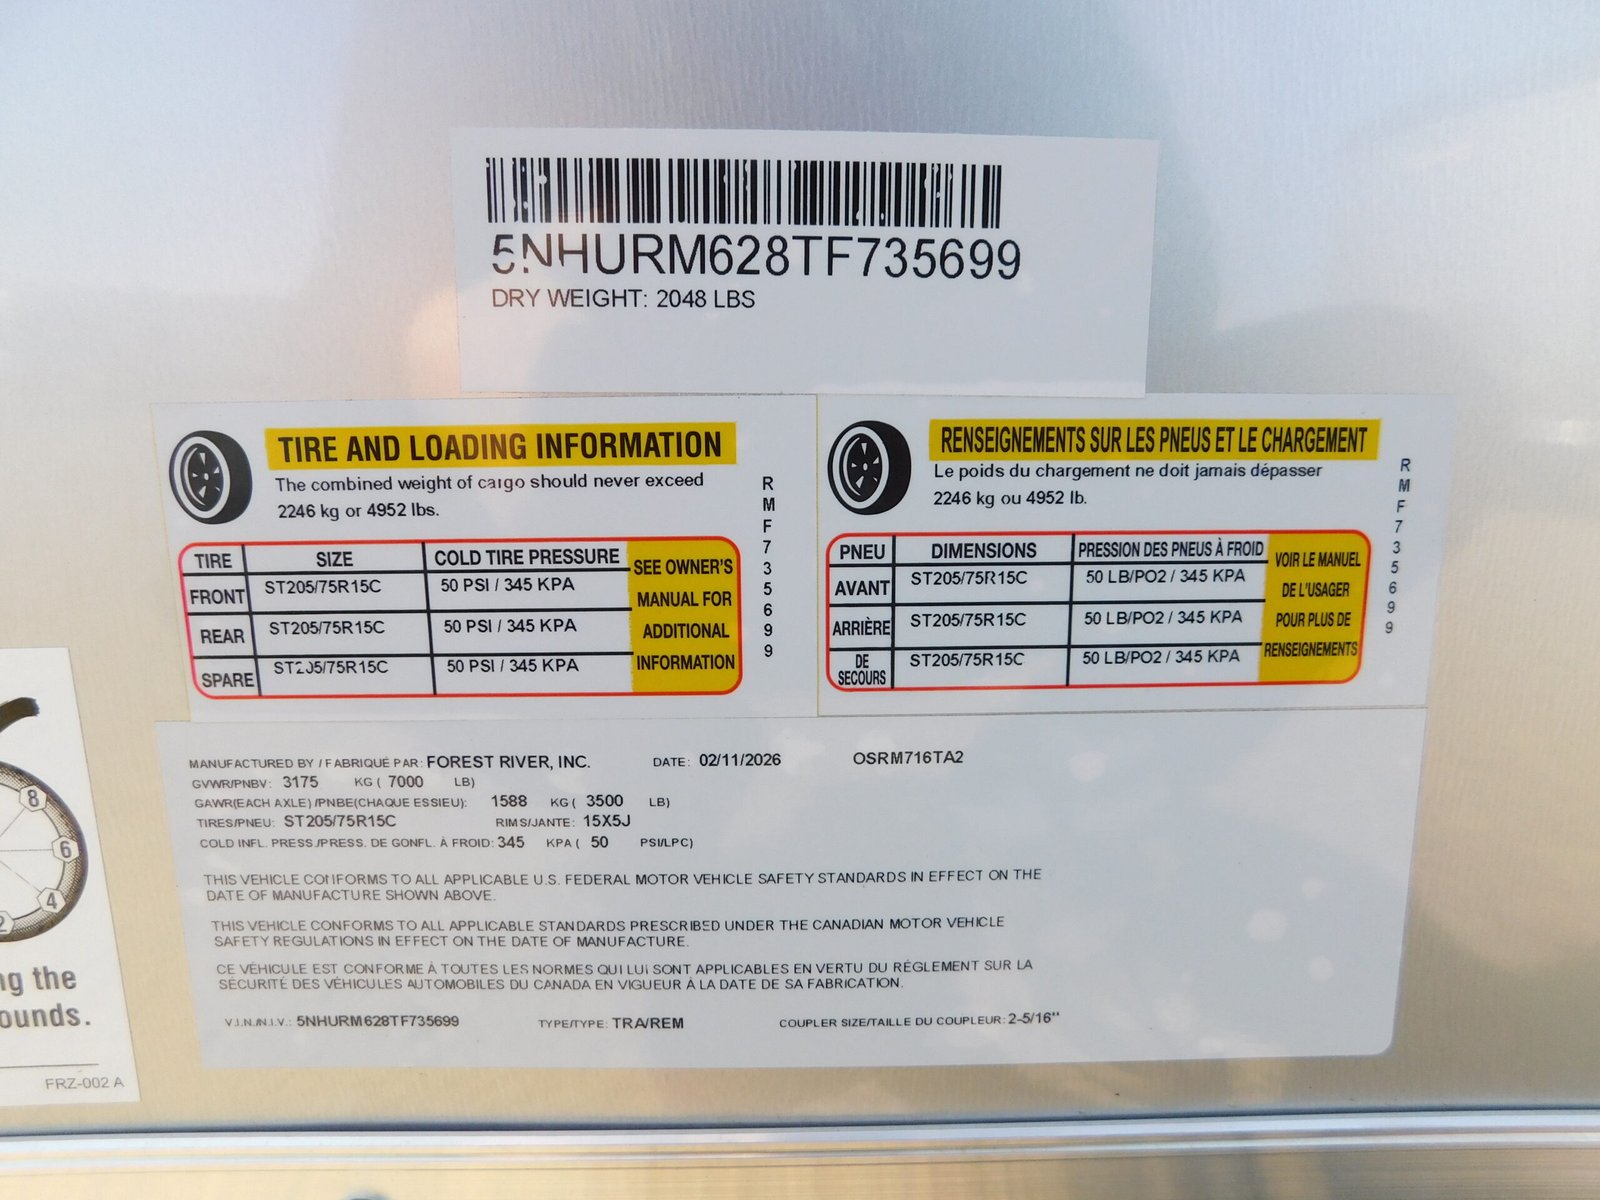 5NHURM628TF735699
DRY WEIGHT: 2048 LBS
TIRE AND LOADING INFORMATION
The combined weight of cargo should never exceed
2246 kg or 4952 lbs.
TIRE SIZE COLD TIRE PRESSURE
FRONT ST205/75R15C 50 PSI / 345 KPA
REAR ST205/75R15C 50 PSI / 345 KPA
SPARE ST205/75R15C 50 PSI / 345 KPA
SEE OWNER'S
MANUAL FOR
ADDITIONAL
INFORMATION
RMF735699
RENSEIGNEMENTS SUR LES PNEUS ET LE CHARGEMENT
Le poids du chargement ne doit jamais dépasser
2246 kg ou 4952 lb.
PNEU DIMENSIONS PRESSION DES PNEUS À FROID
AVANT ST205/75R15C 50 LB/PO2 / 345 KPA
ARRIÈRE ST205/75R15C 50 LB/PO2 / 345 KPA
DE SECOURS ST205/75R15C 50 LB/PO2 / 345 KPA
VOIR LE MANUEL
DE L'USAGER
POUR PLUS DE
RENSEIGNEMENTS
RMF735699
MANUFACTURED BY / FABRIQUÉ PAR: FOREST RIVER, INC. DATE: 02/11/2026 OSRM716TA2
GVWR/PNBV: 3175 KG ( 7000 LB)
GAWR(EACH AXLE) /PNBE(CHAQUE ESSIEU): 1588 KG ( 3500 LB)
TIRES/PNEU: ST205/75R15C RIMS/JANTE: 15X5J
COLD INFL. PRESS./PRESS. DE GONFL. À FROID: 345 KPA ( 50 PSI/LPC)
THIS VEHICLE CONFORMS TO ALL APPLICABLE U.S. FEDERAL MOTOR VEHICLE SAFETY STANDARDS IN EFFECT ON THE
DATE OF MANUFACTURE SHOWN ABOVE.
THIS VEHICLE CONFORMS TO ALL APPLICABLE STANDARDS PRESCRIBED UNDER THE CANADIAN MOTOR VEHICLE
SAFETY REGULATIONS IN EFFECT ON THE DATE OF MANUFACTURE.
CE VÉHICULE EST CONFORME À TOUTES LES NORMES QUI LUI SONT APPLICABLES EN VERTU DU RÉGLEMENT SUR LA
SÉCURITÉ DES VÉHICULES AUTOMOBILES DU CANADA EN VIGUEUR À LA DATE DE SA FABRICATION.
V.I.N./N.I.V.: 5NHURM628TF735699 TYPE/TYPE: TRA/REM COUPLER SIZE/TAILLE DU COUPLEUR: 2-5/16"
8
6
4
2
the
FRZ-002 A